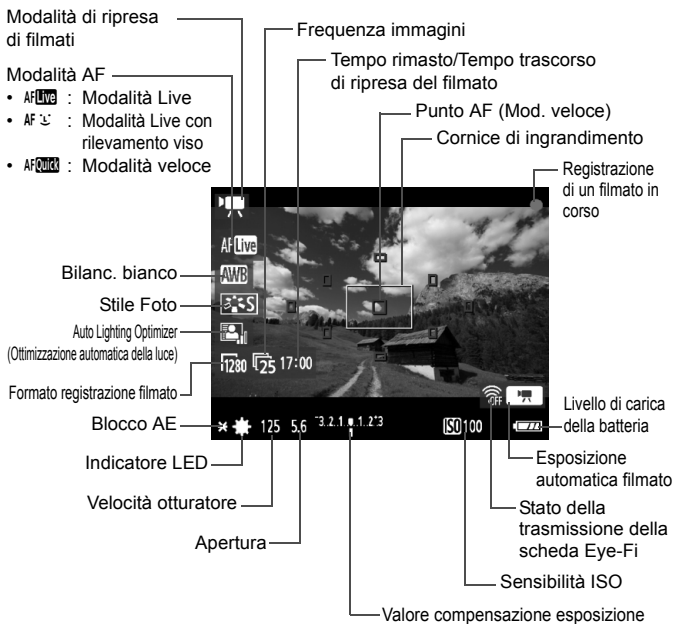 Modalità di ripresa
di filmati
Modalità AF
• AF Live : Modalità Live
• AF : Modalità Live con
rilevamento viso
• AF Quick : Modalità veloce
Frequenza immagini
Tempo rimasto/Tempo trascorso
di ripresa del filmato
Punto AF (Mod. veloce)
Cornice di ingrandimento
Registrazione
di un filmato in
corso
Bilanc. bianco
Stile Foto
Auto Lighting Optimizer
(Ottimizzazione automatica della luce)
Formato registrazione filmato
Blocco AE
Indicatore LED
Velocità otturatore
Apertura
AF Live
AWB
S
1280 25 17:00
OFF
125 5.6 -3..2..1..0..1..2.+3 ISO 100
Livello di carica
della batteria
Esposizione
automatica filmato
Stato della
trasmissione della
scheda Eye-Fi
Sensibilità ISO
Valore compensazione esposizione